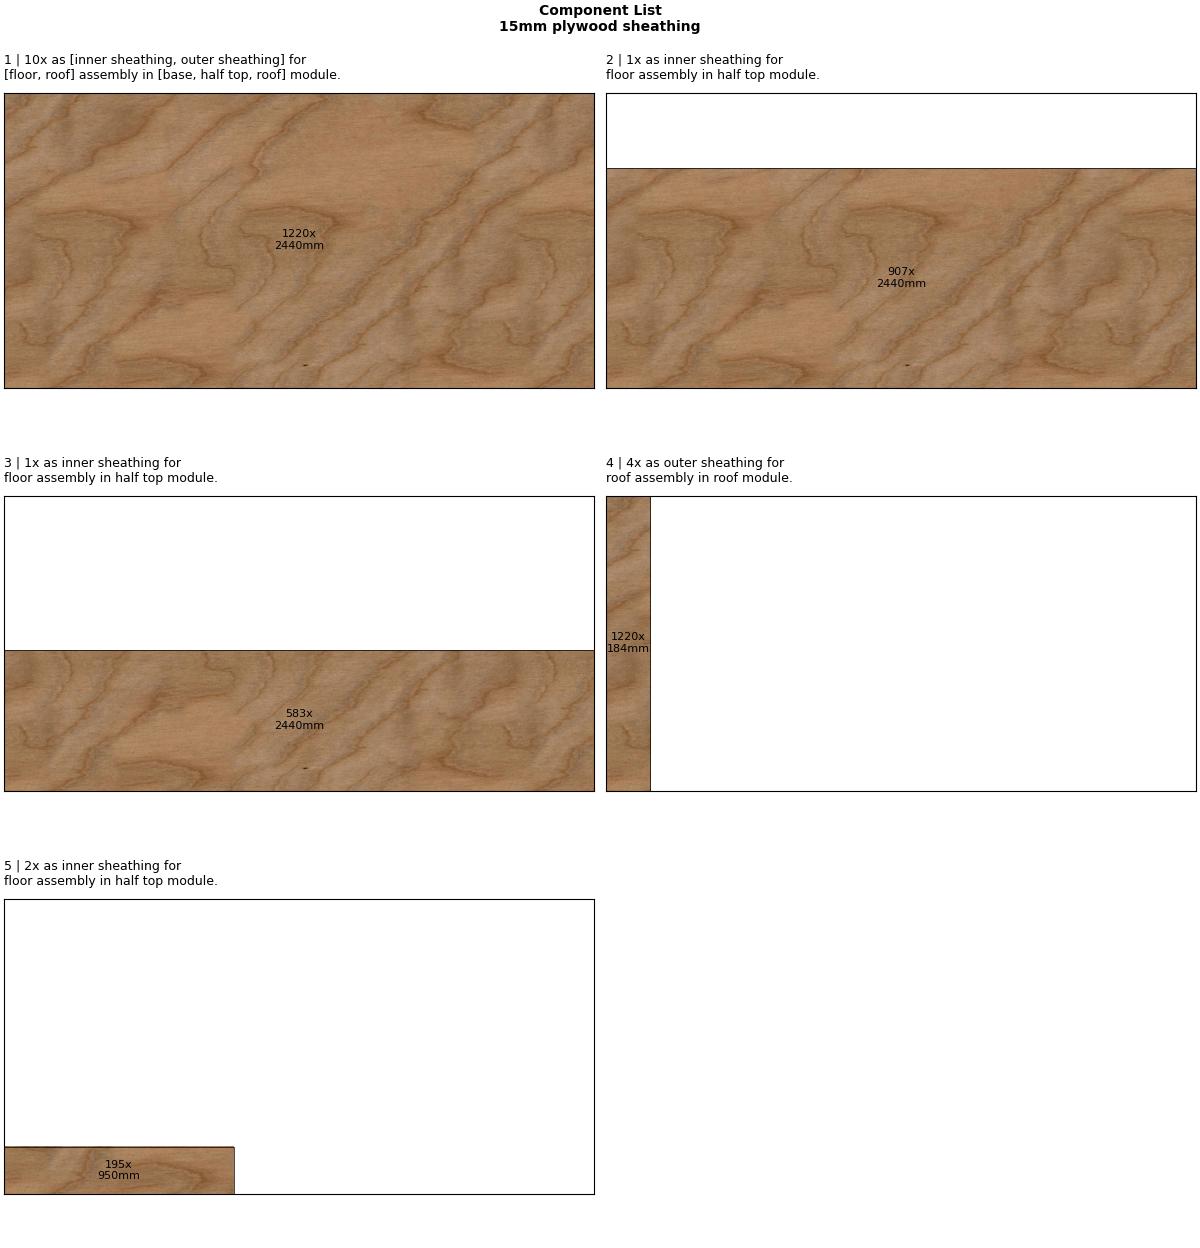 Component List
15mm plywood sheathing
1 | 10x as [inner sheathing, outer sheathing] for
[floor, roof] assembly in [base, half top, roof] module.
1220x
2440mm
2 | 1x as inner sheathing for
floor assembly in half top module.
907x
2440mm
3 | 1x as inner sheathing for
floor assembly in half top module.
583x
2440mm
4 | 4x as outer sheathing for
roof assembly in roof module.
1220x
184mm
5 | 2x as inner sheathing for
floor assembly in half top module.
195x
950mm